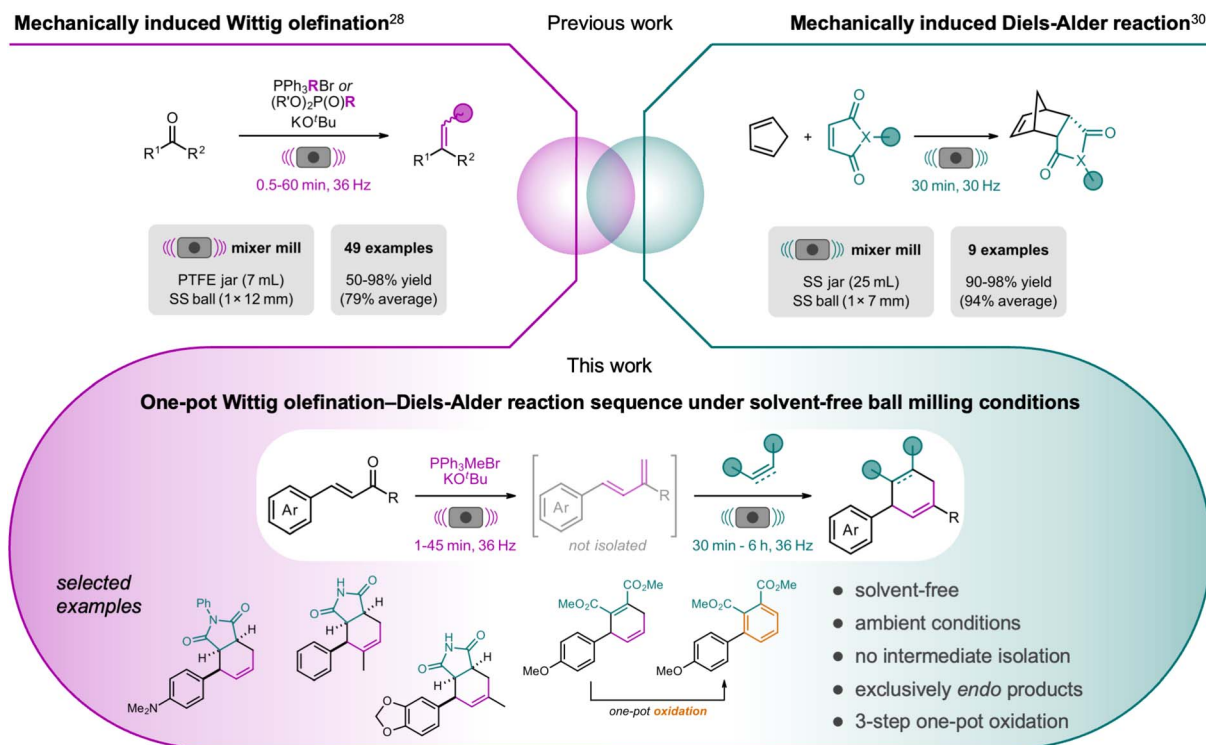 Mechanically induced Wittig olefination²⁸
Previous work
Mechanically induced Diels-Alder reaction³⁰
PPh₃RBr or
(R'O)₂P(O)R
KOᵗBu
O
R¹
R²
0.5-60 min, 36 Hz
R¹
R²
+
O
X
O
30 min, 30 Hz
O
X
O
mixer mill
PTFE jar (7 mL)
SS ball (1 × 12 mm)
49 examples
50-98% yield
(79% average)
mixer mill
SS jar (25 mL)
SS ball (1 × 7 mm)
9 examples
90-98% yield
(94% average)
This work
One-pot Wittig olefination–Diels-Alder reaction sequence under solvent-free ball milling conditions
O
R
Ar
PPh₃MeBr
KOᵗBu
1-45 min, 36 Hz
R
Ar
not isolated
30 min - 6 h, 36 Hz
Ar
R
selected
examples
Ph
N
O
O
H
H
Me₂N
H
N
O
O
H
H
H
N
O
O
H
H
O
O
CO₂Me
MeO₂C
MeO
CO₂Me
MeO₂C
MeO
one-pot oxidation
● solvent-free
● ambient conditions
● no intermediate isolation
● exclusively endo products
● 3-step one-pot oxidation